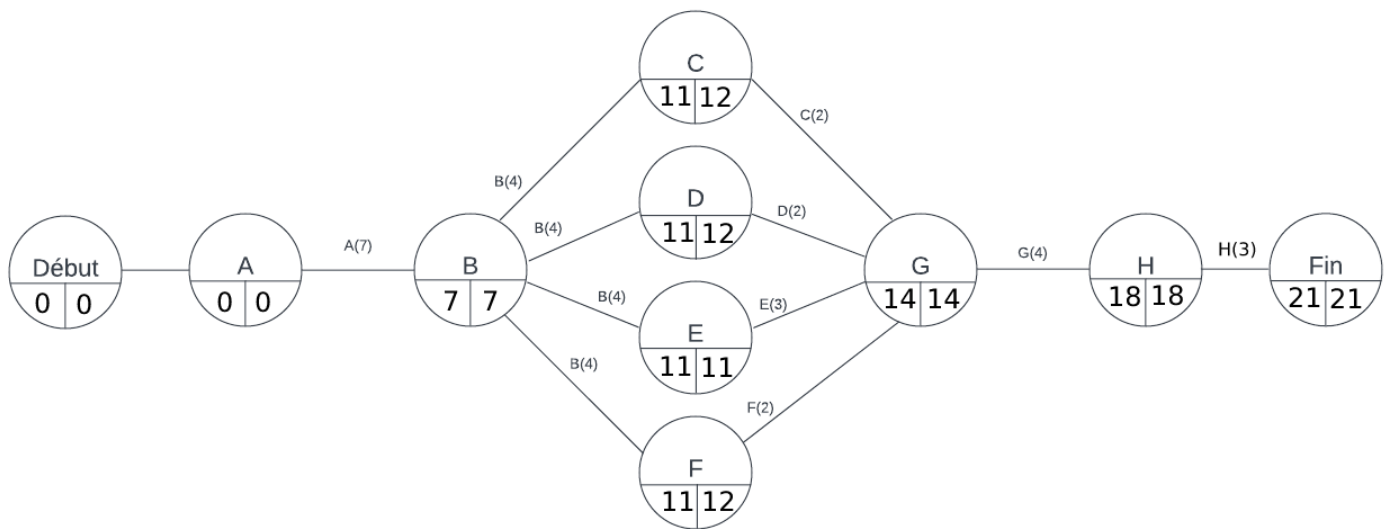 C
11 12
C(2)
B(4)
D
11 12
D(2)
B(4)
Début
0 0
A
0 0
A(7)
B
7 7
B(4)
E
11 11
E(3)
G
14 14
G(4)
H
18 18
H(3)
Fin
21 21
B(4)
F(2)
F
11 12